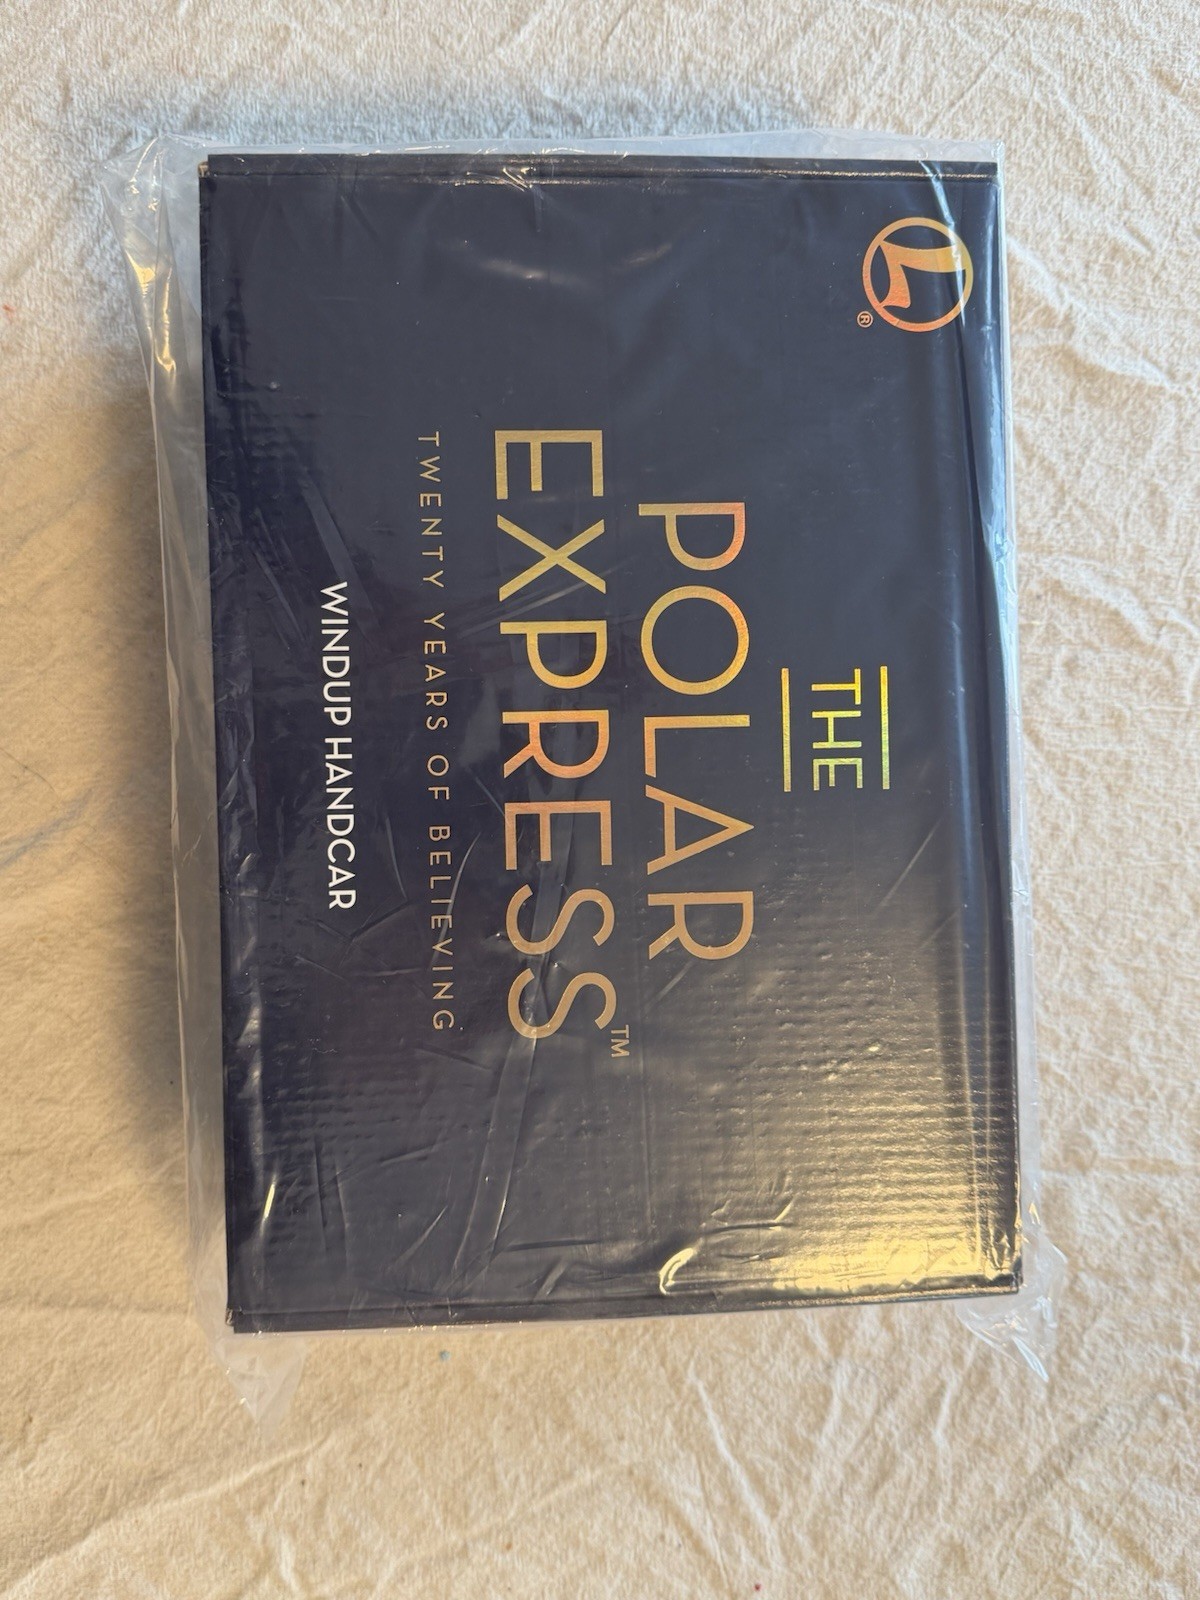 L®
THE
POLAR
EXPRESS™
TWENTY YEARS OF BELIEVING
WINDUP HANDCAR